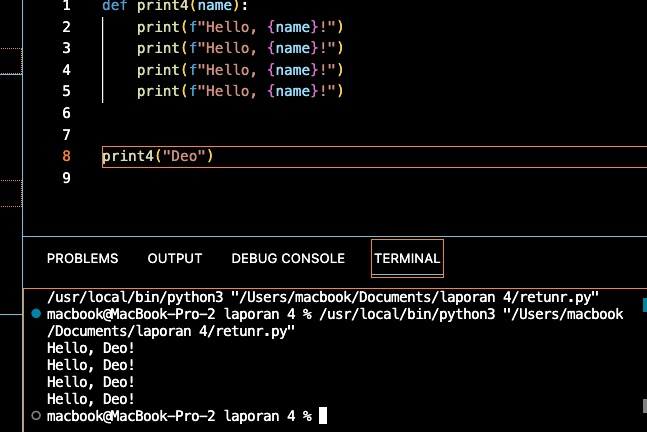 1 def print4(name):
2     print(f"Hello, {name}!")
3     print(f"Hello, {name}!")
4     print(f"Hello, {name}!")
5     print(f"Hello, {name}!")
6
7
8 print4("Deo")
9
PROBLEMS OUTPUT DEBUG CONSOLE TERMINAL
/usr/local/bin/python3 "/Users/macbook/Documents/laporan 4/retunr.py"
macbook@MacBook-Pro-2 laporan 4 % /usr/local/bin/python3 "/Users/macbook
/Documents/laporan 4/retunr.py"
Hello, Deo!
Hello, Deo!
Hello, Deo!
Hello, Deo!
macbook@MacBook-Pro-2 laporan 4 %